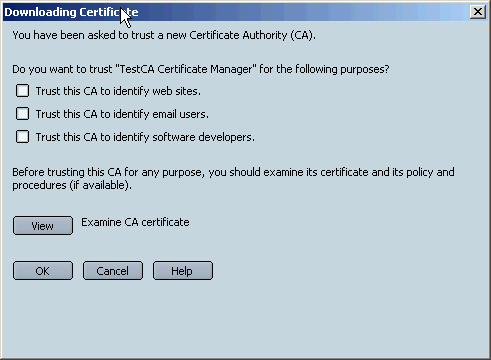 Downloading Certificate
You have been asked to trust a new Certificate Authority (CA).
Do you want to trust "TestCA Certificate Manager" for the following purposes?
Trust this CA to identify web sites.
Trust this CA to identify email users.
Trust this CA to identify software developers.
Before trusting this CA for any purpose, you should examine its certificate and its policy and
procedures (if available).
View Examine CA certificate
OK Cancel Help